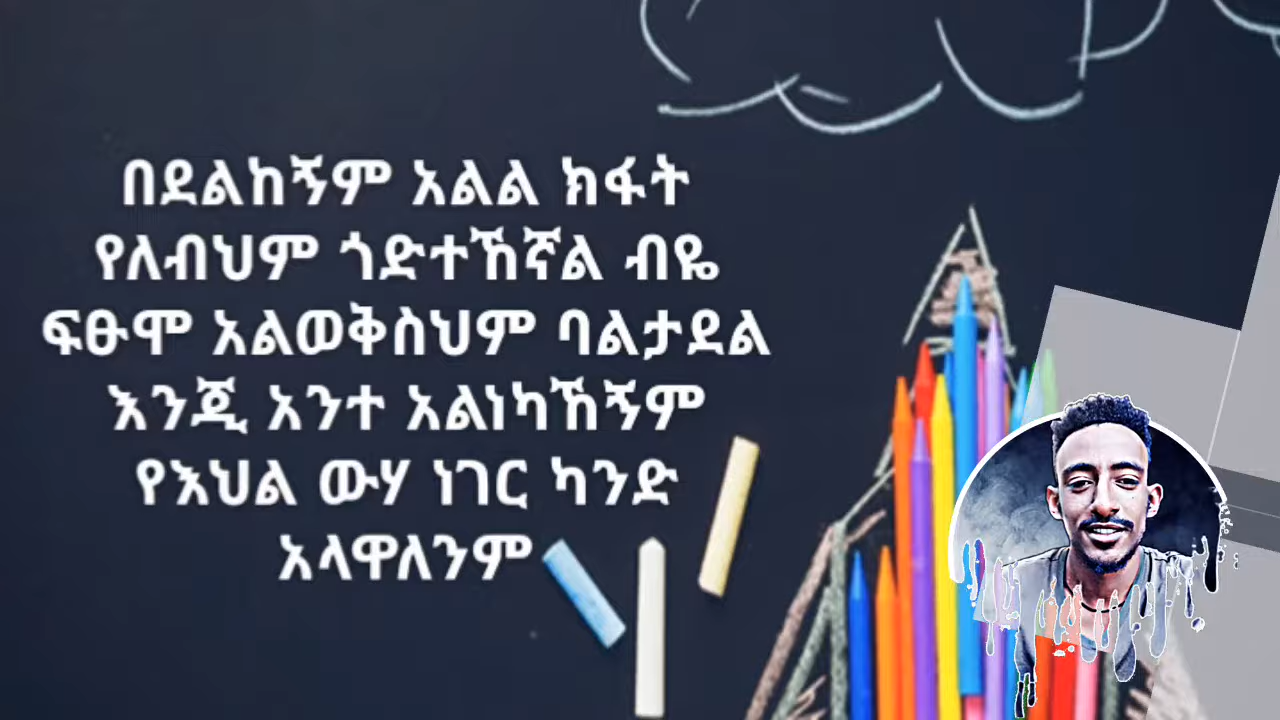 በደልከኝም አልል ክፋት
የለብህም ጎድተኸኛል ብዬ
ፍፁሞ አልወቅስህም ባልታደል
እንጂ አንተ አልነካኸኝም
የእህል ውሃ ነገር ካንድ
አላዋለንም